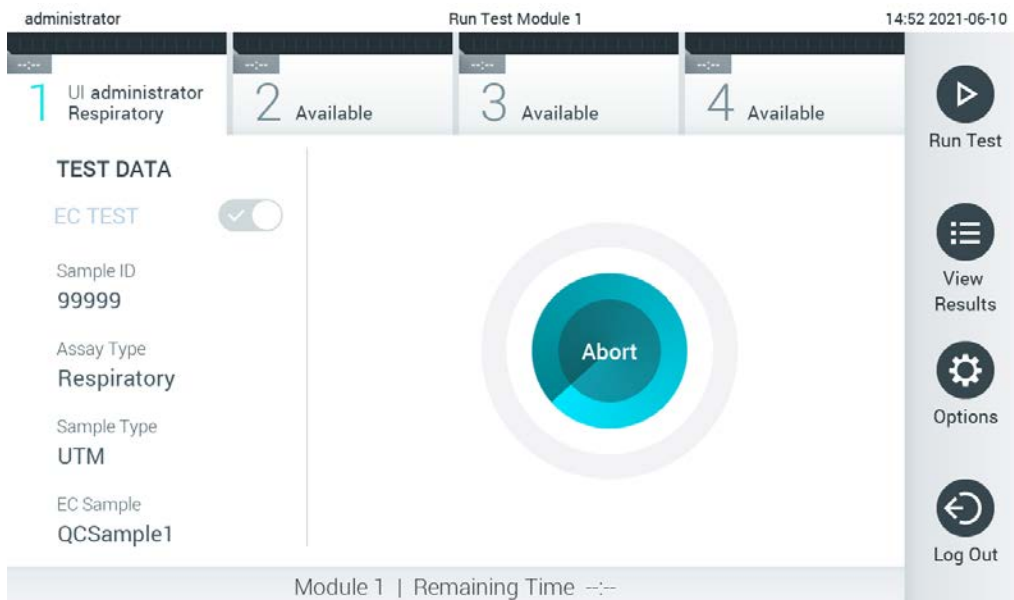 administrator
Run Test Module 1
14:52 2021-06-10
--:--
1
UI administrator
Respiratory
--:--
2
Available
--:--
3
Available
--:--
4
Available
Run Test
View
Results
Options
Log Out
TEST DATA
EC TEST
Sample ID
99999
Assay Type
Respiratory
Sample Type
UTM
EC Sample
QCSample1
Abort
Module 1 | Remaining Time --:--